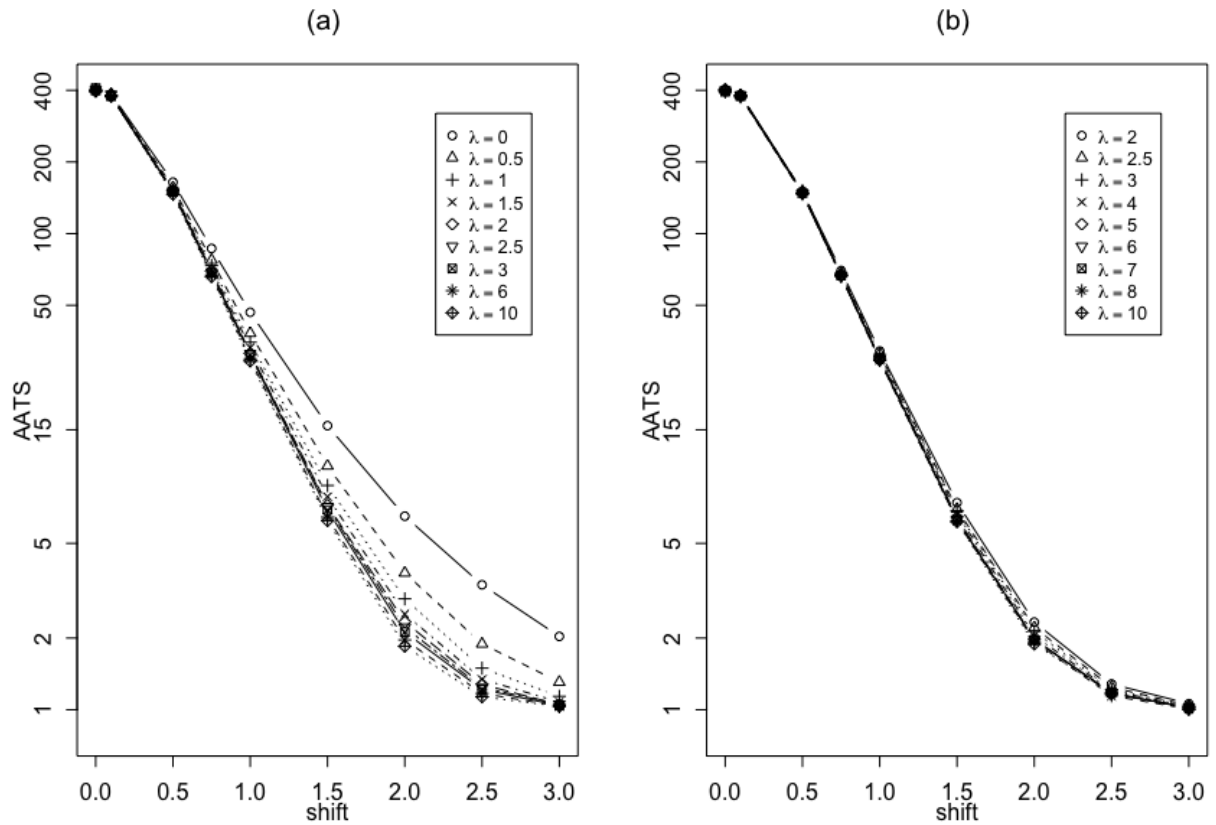 (a)
400
200
100
50
15
5
2
1
AATS
λ = 0
λ = 0.5
λ = 1
λ = 1.5
λ = 2
λ = 2.5
λ = 3
λ = 6
λ = 10
0.0 0.5 1.0 1.5 2.0 2.5 3.0
shift
(b)
400
200
100
50
15
5
2
1
AATS
λ = 2
λ = 2.5
λ = 3
λ = 4
λ = 5
λ = 6
λ = 7
λ = 8
λ = 10
0.0 0.5 1.0 1.5 2.0 2.5 3.0
shift